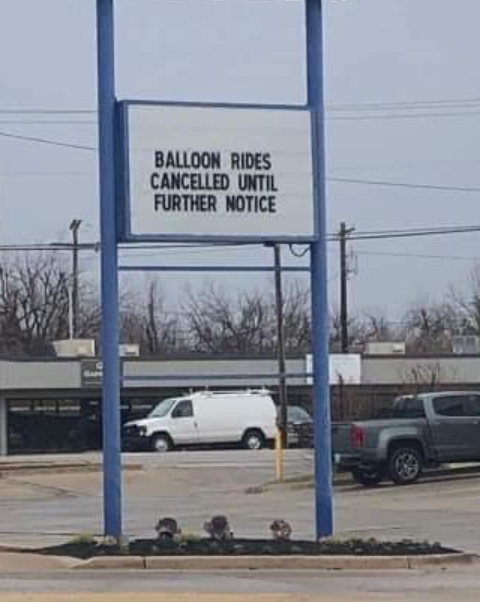 BALLOON RIDES
CANCELLED UNTIL
FURTHER NOTICE